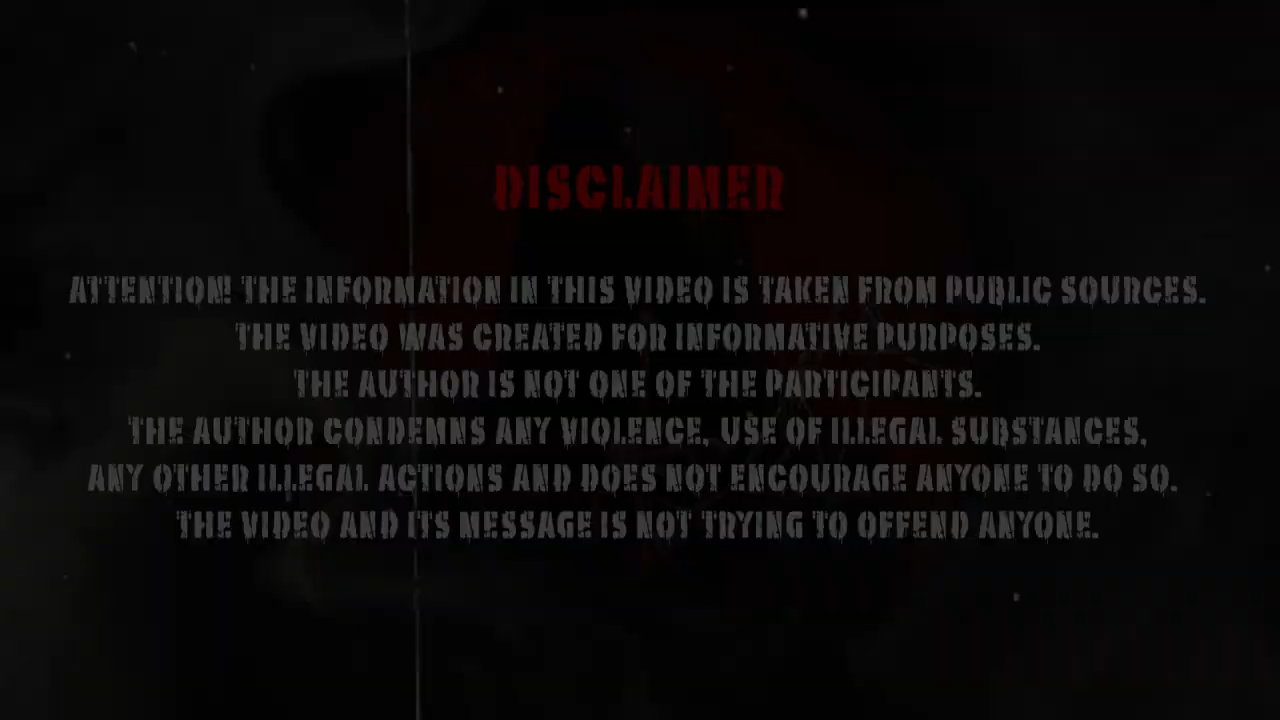 DISCLAIMER
ATTENTION! THE INFORMATION IN THIS VIDEO IS TAKEN FROM PUBLIC SOURCES.
THE VIDEO WAS CREATED FOR INFORMATIVE PURPOSES.
THE AUTHOR IS NOT ONE OF THE PARTICIPANTS.
THE AUTHOR CONDEMNS ANY VIOLENCE, USE OF ILLEGAL SUBSTANCES,
ANY OTHER ILLEGAL ACTIONS AND DOES NOT ENCOURAGE ANYONE TO DO SO.
THE VIDEO AND ITS MESSAGE IS NOT TRYING TO OFFEND ANYONE.